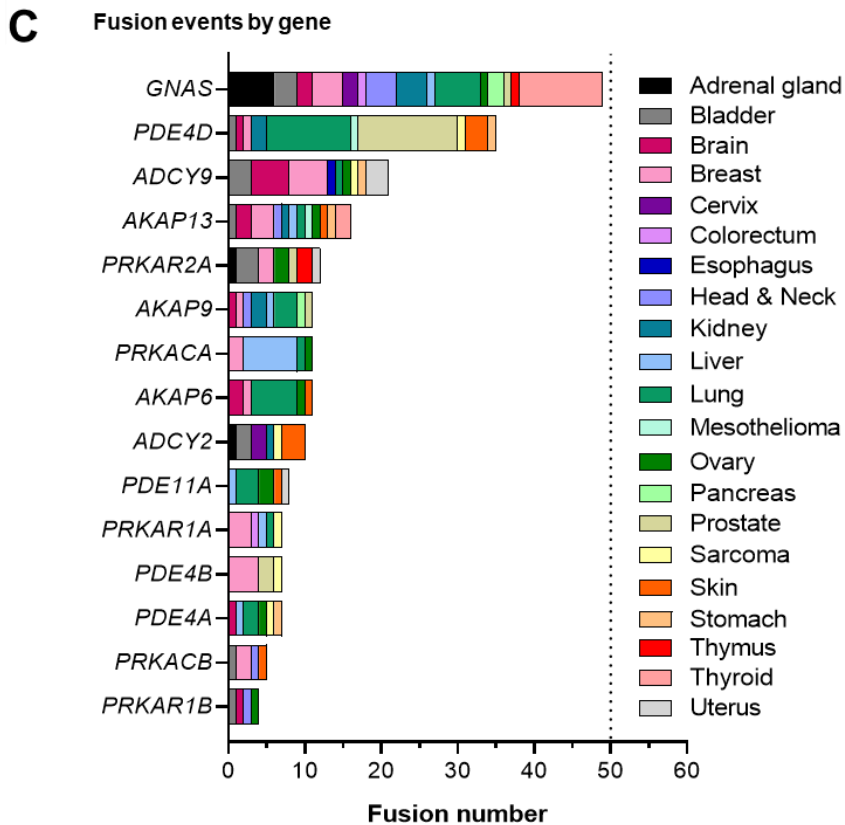 C
Fusion events by gene
GNAS
PDE4D
ADCY9
AKAP13
PRKAR2A
AKAP9
PRKACA
AKAP6
ADCY2
PDE11A
PRKAR1A
PDE4B
PDE4A
PRKACB
PRKAR1B
0 10 20 30 40 50 60
Fusion number
Adrenal gland
Bladder
Brain
Breast
Cervix
Colorectum
Esophagus
Head & Neck
Kidney
Liver
Lung
Mesothelioma
Ovary
Pancreas
Prostate
Sarcoma
Skin
Stomach
Thymus
Thyroid
Uterus